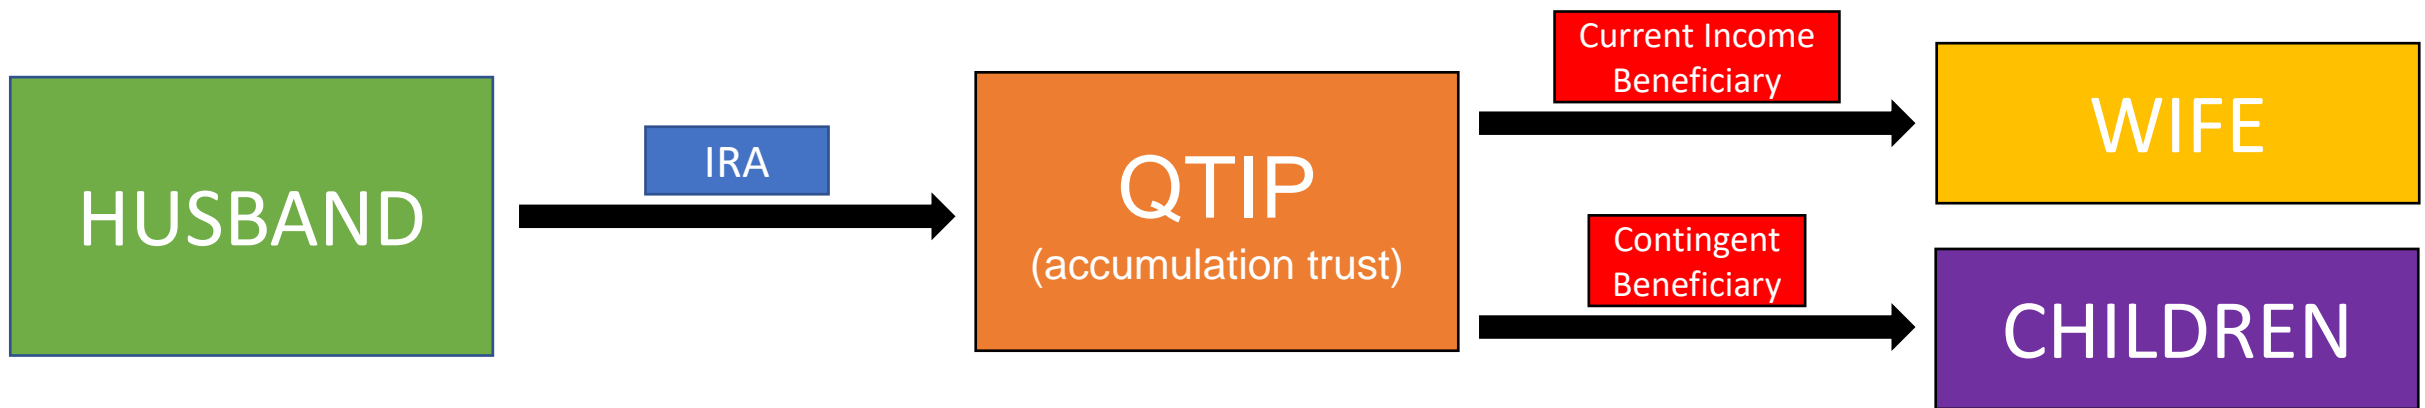 HUSBAND
IRA
QTIP
(accumulation trust)
Current Income
Beneficiary
WIFE
Contingent
Beneficiary
CHILDREN